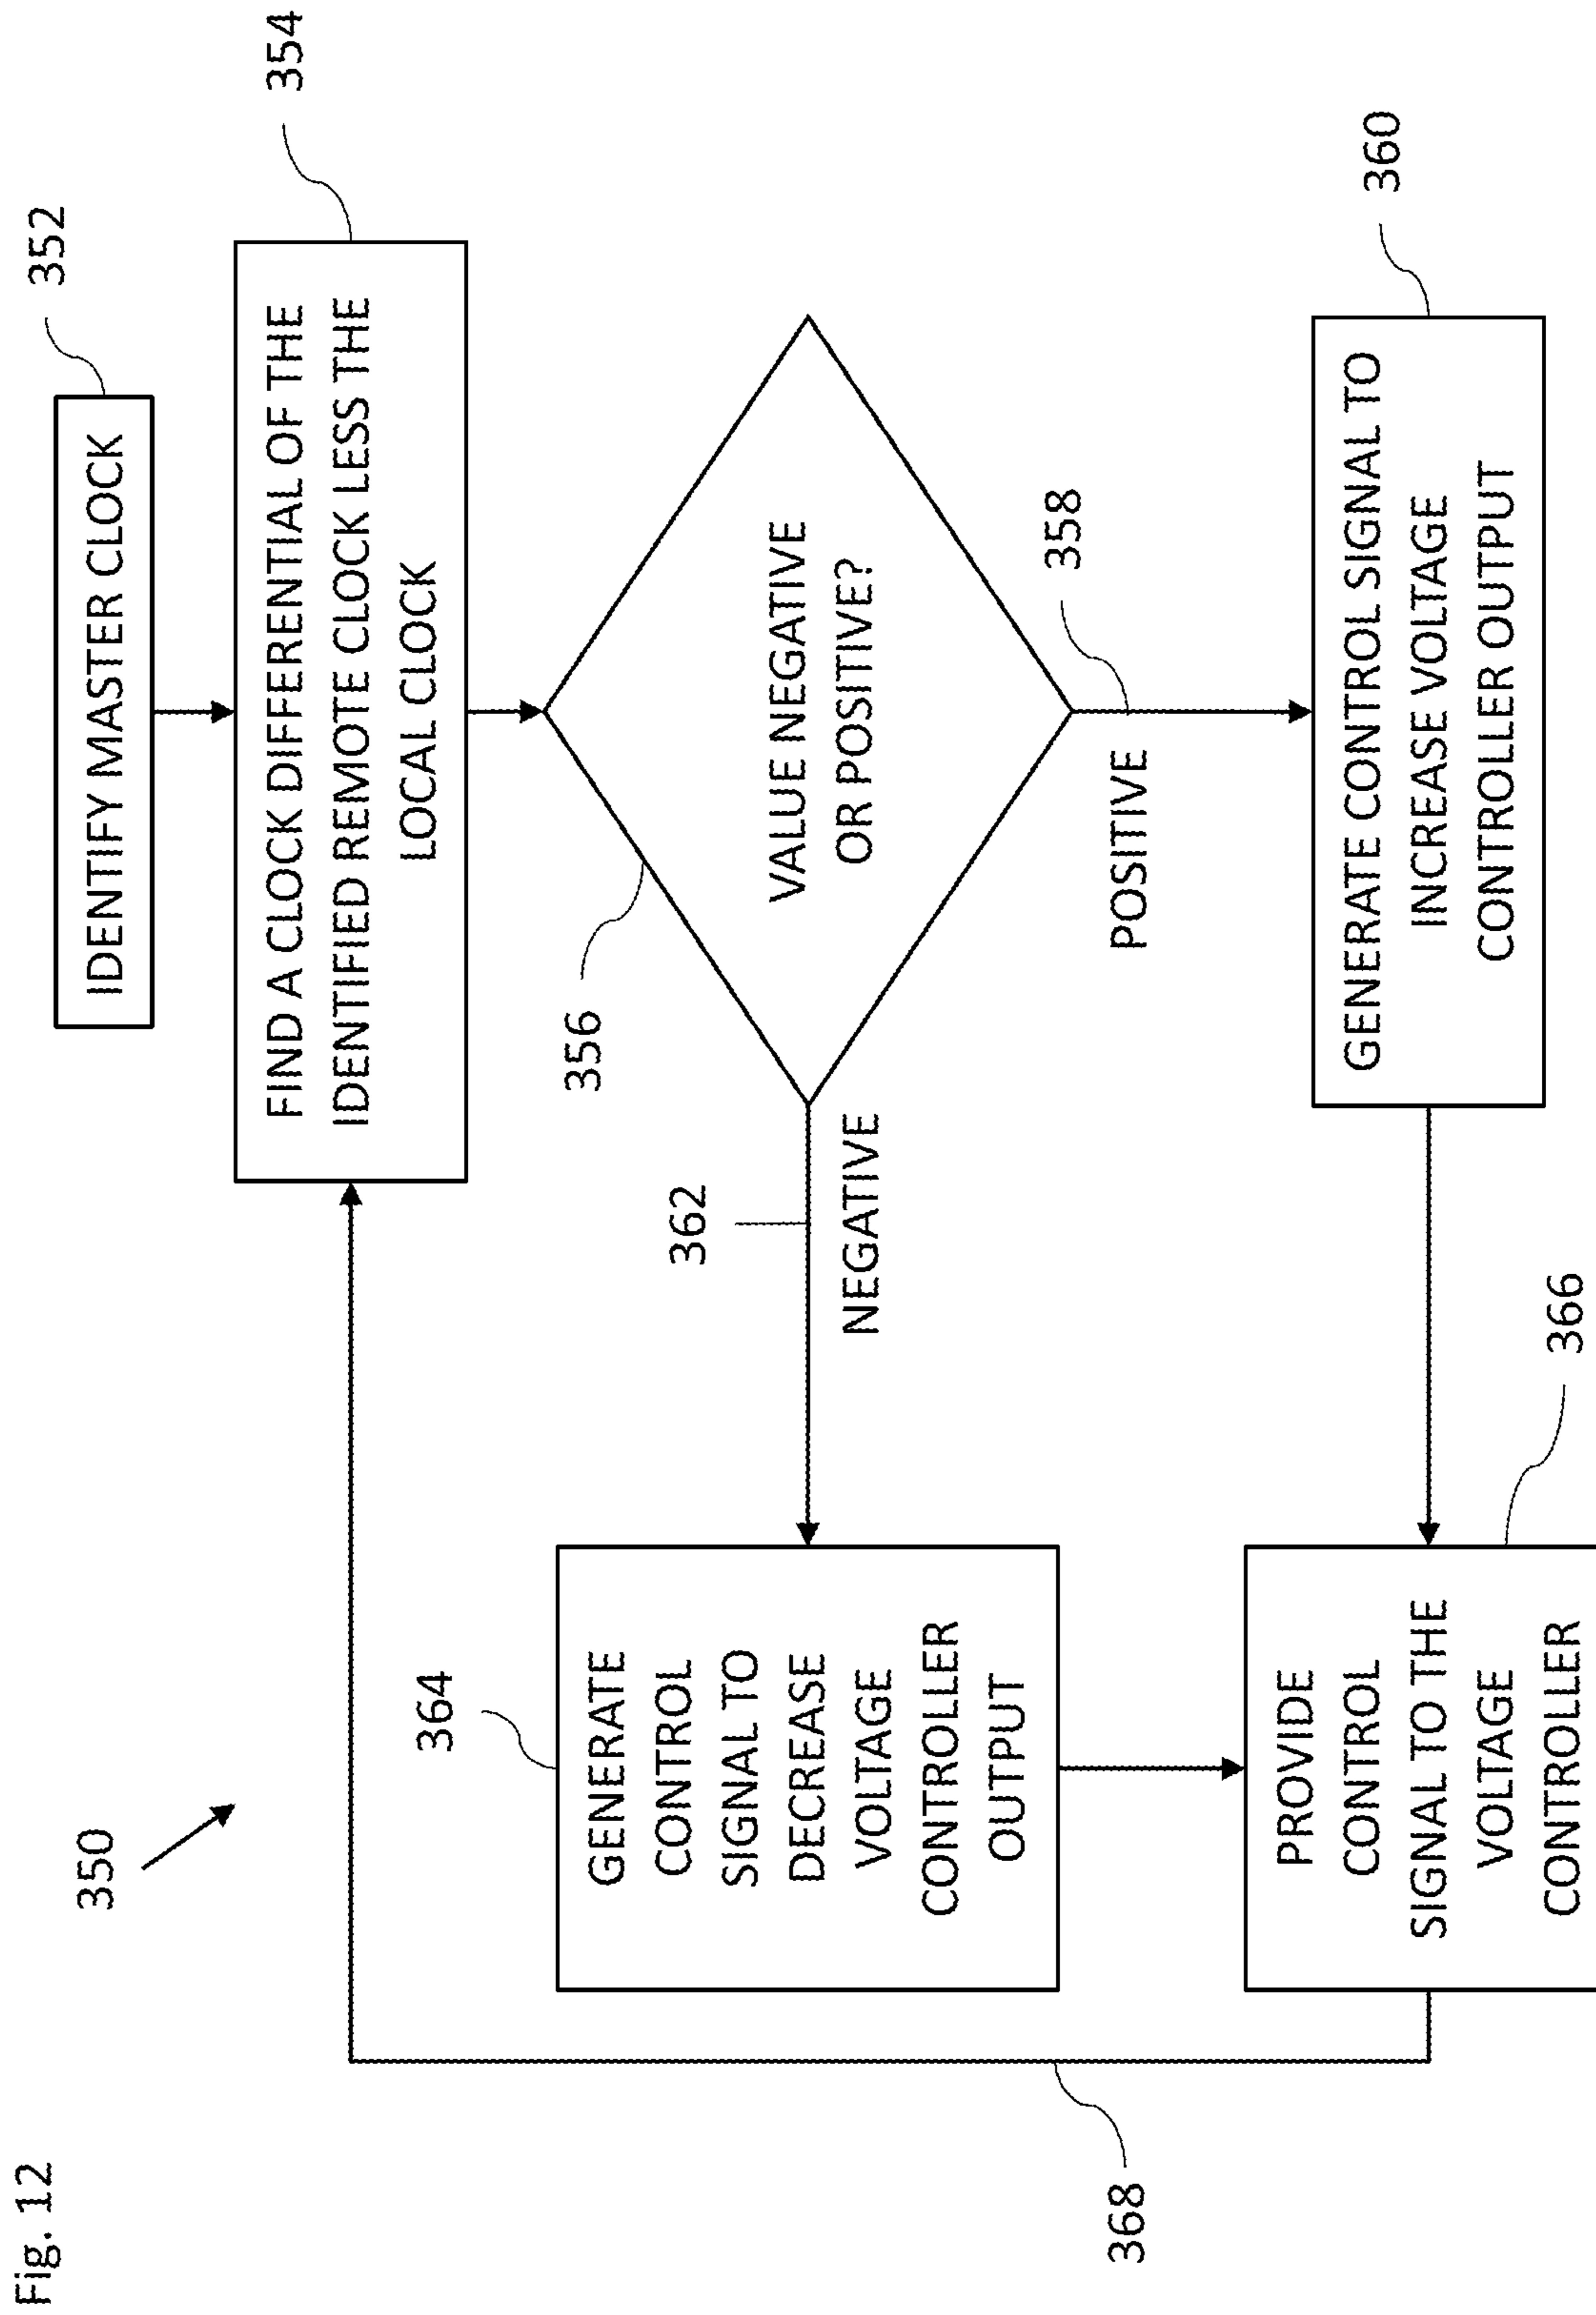 Fig. 12
350
352
IDENTIFY MASTER CLOCK
354
FIND A CLOCK DIFFERENTIAL OF THE
IDENTIFIED REMOTE CLOCK LESS THE
LOCAL CLOCK
356
VALUE NEGATIVE
OR POSITIVE?
362
NEGATIVE
358
POSITIVE
364
GENERATE
CONTROL
SIGNAL TO
DECREASE
VOLTAGE
CONTROLLER
OUTPUT
360
GENERATE CONTROL SIGNAL TO
INCREASE VOLTAGE
CONTROLLER OUTPUT
366
PROVIDE
CONTROL
SIGNAL TO THE
VOLTAGE
CONTROLLER
368